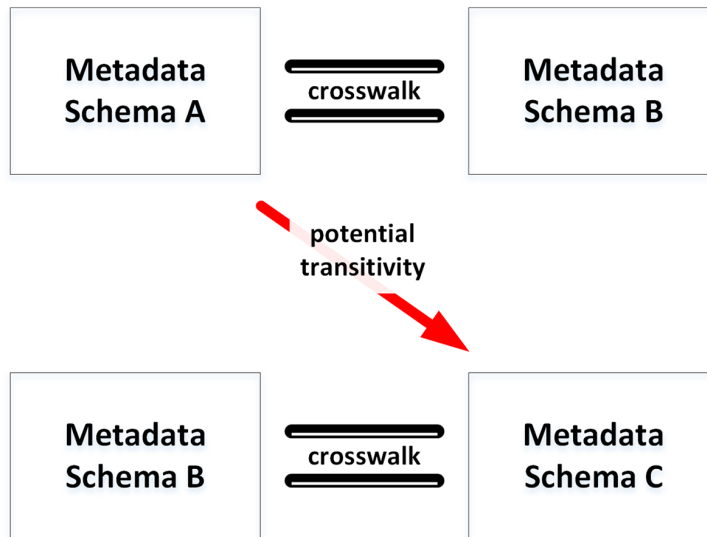 Metadata
Schema A
crosswalk
Metadata
Schema B
potential
transitivity
Metadata
Schema B
crosswalk
Metadata
Schema C